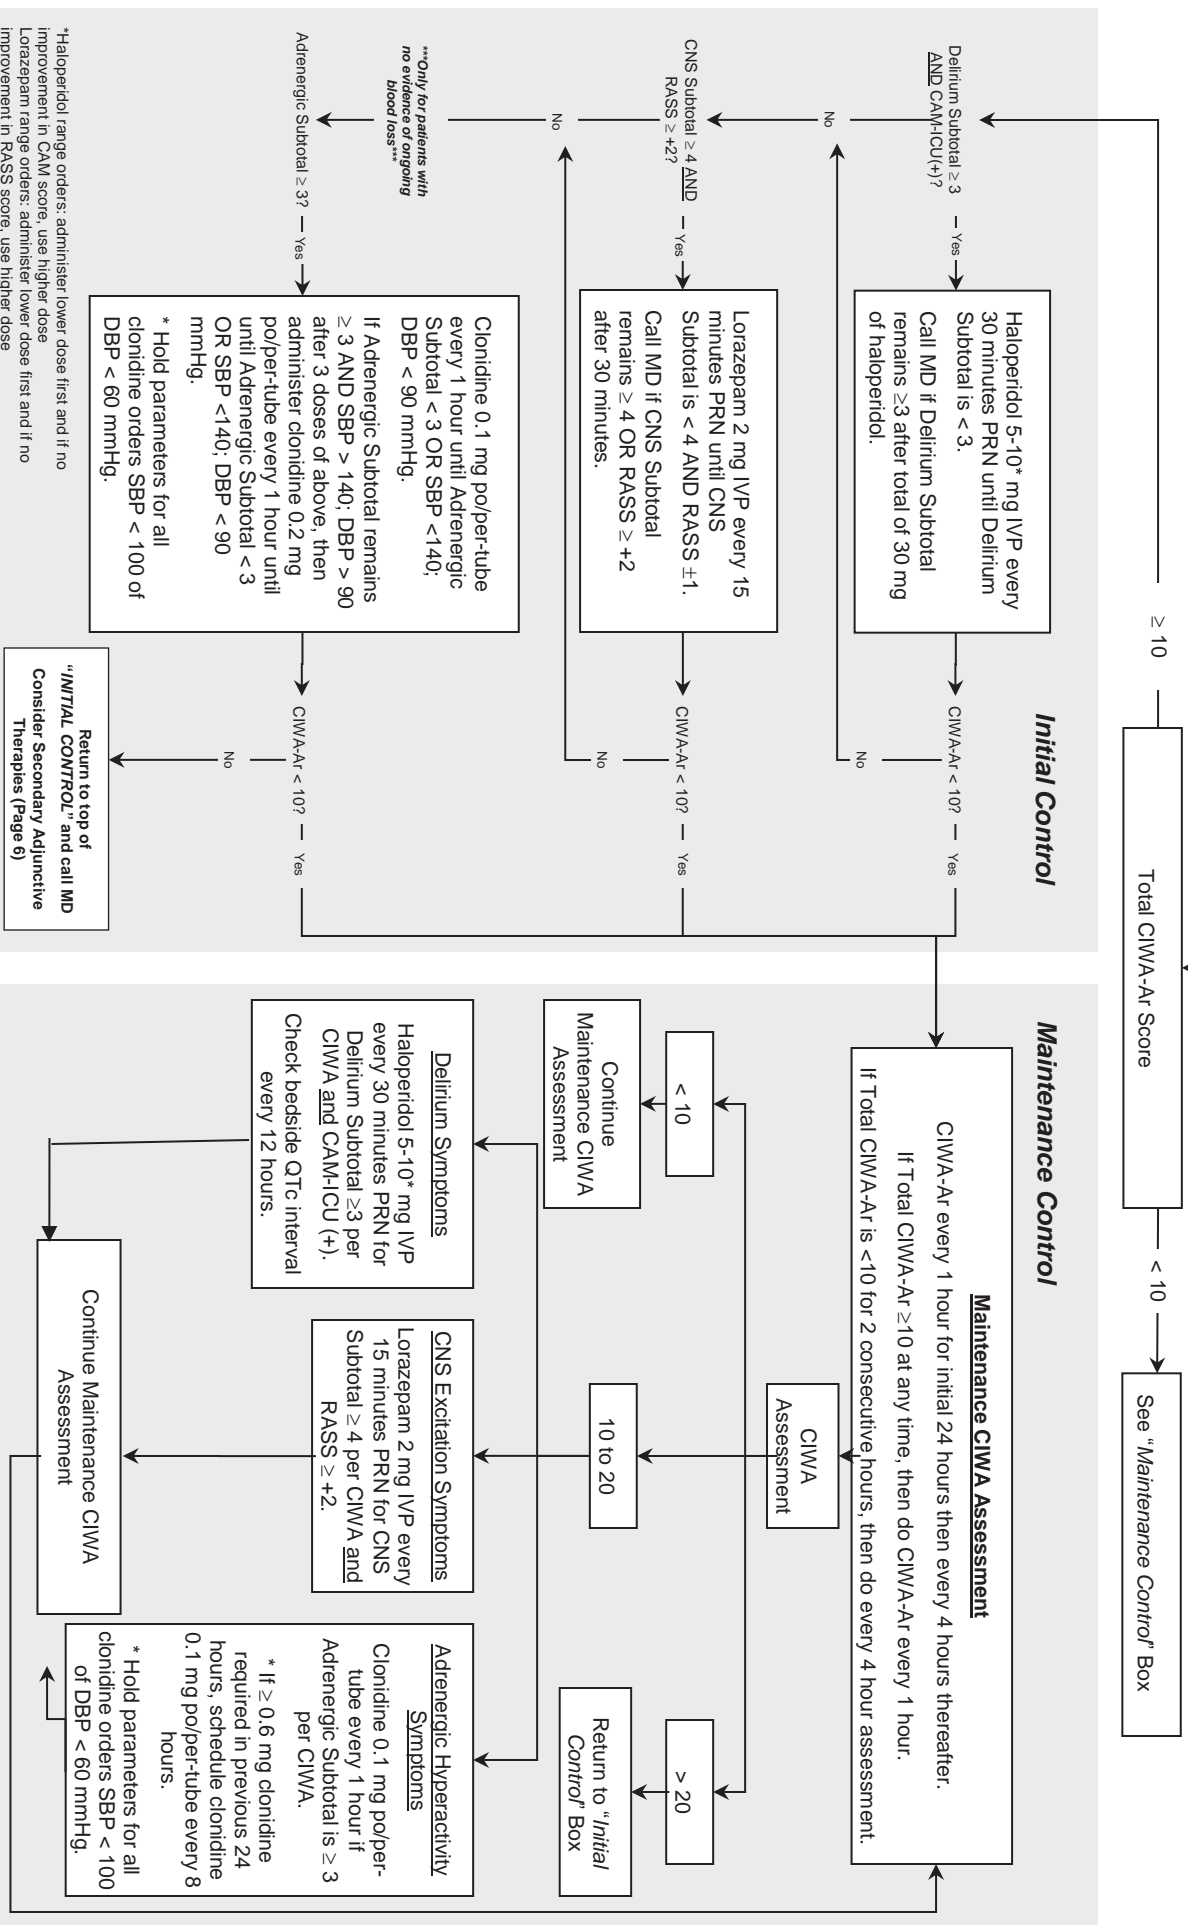 Total CIWA-Ar Score
≥ 10
< 10
See “Maintenance Control” Box
Initial Control
Delirium Subtotal ≥ 3
AND CAM-ICU(+)?
Yes
Haloperidol 5-10* mg IVP every
30 minutes PRN until Delirium
Subtotal is < 3.
Call MD if Delirium Subtotal
remains ≥3 after total of 30 mg
of haloperidol.
CIWA-Ar < 10?
Yes
No
No
CNS Subtotal ≥ 4 AND
RASS ≥ +2?
Yes
Lorazepam 2 mg IVP every 15
minutes PRN until CNS
Subtotal is < 4 AND RASS ±1.
Call MD if CNS Subtotal
remains ≥ 4 OR RASS ≥ +2
after 30 minutes.
CIWA-Ar < 10?
Yes
No
No
***Only for patients with
no evidence of ongoing
blood loss***
Adrenergic Subtotal ≥ 3?
Yes
Clonidine 0.1 mg po/per-tube
every 1 hour until Adrenergic
Subtotal < 3 OR SBP <140;
DBP < 90 mmHg.
If Adrenergic Subtotal remains
≥ 3 AND SBP > 140; DBP > 90
after 3 doses of above, then
administer clonidine 0.2 mg
po/per-tube every 1 hour until
until Adrenergic Subtotal < 3
OR SBP <140; DBP < 90
mmHg.
* Hold parameters for all
clonidine orders SBP < 100 of
DBP < 60 mmHg.
CIWA-Ar < 10?
Yes
No
Return to top of
“INITIAL CONTROL” and call MD
Consider Secondary Adjunctive
Therapies (Page 6)
*Haloperidol range orders: administer lower dose first and if no
improvement in CAM score, use higher dose
Lorazepam range orders: administer lower dose first and if no
improvement in RASS score, use higher dose
Maintenance Control
Maintenance CIWA Assessment
CIWA-Ar every 1 hour for initial 24 hours then every 4 hours thereafter.
If Total CIWA-Ar ≥10 at any time, then do CIWA-Ar every 1 hour.
If Total CIWA-Ar is <10 for 2 consecutive hours, then do every 4 hour assessment.
CIWA
Assessment
< 10
10 to 20
> 20
Continue
Maintenance CIWA
Assessment
Return to “Initial
Control” Box
Delirium Symptoms
Haloperidol 5-10* mg IVP
every 30 minutes PRN for
Delirium Subtotal ≥3 per
CIWA and CAM-ICU (+).
Check bedside QTc interval
every 12 hours.
CNS Excitation Symptoms
Lorazepam 2 mg IVP every
15 minutes PRN for CNS
Subtotal ≥ 4 per CIWA and
RASS ≥ +2.
Adrenergic Hyperactivity
Symptoms
Clonidine 0.1 mg po/per-
tube every 1 hour if
Adrenergic Subtotal is ≥ 3
per CIWA.
* If ≥ 0.6 mg clonidine
required in previous 24
hours, schedule clonidine
0.1 mg po/per-tube every 8
hours.
* Hold parameters for all
clonidine orders SBP < 100
of DBP < 60 mmHg.
Continue Maintenance CIWA
Assessment